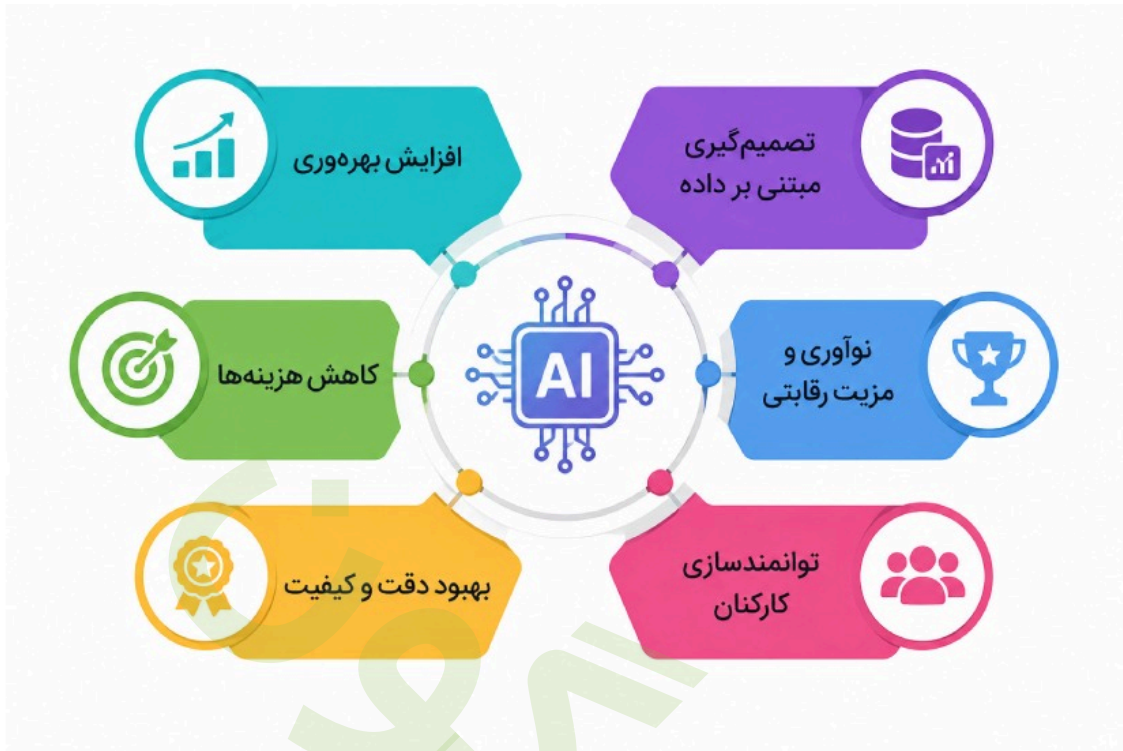 تصمیم‌گیری
مبتنی بر داده
افزایش بهره‌وری
نوآوری و
مزیت رقابتی
AI
کاهش هزینه‌ها
توانمندسازی
کارکنان
بهبود دقت و کیفیت